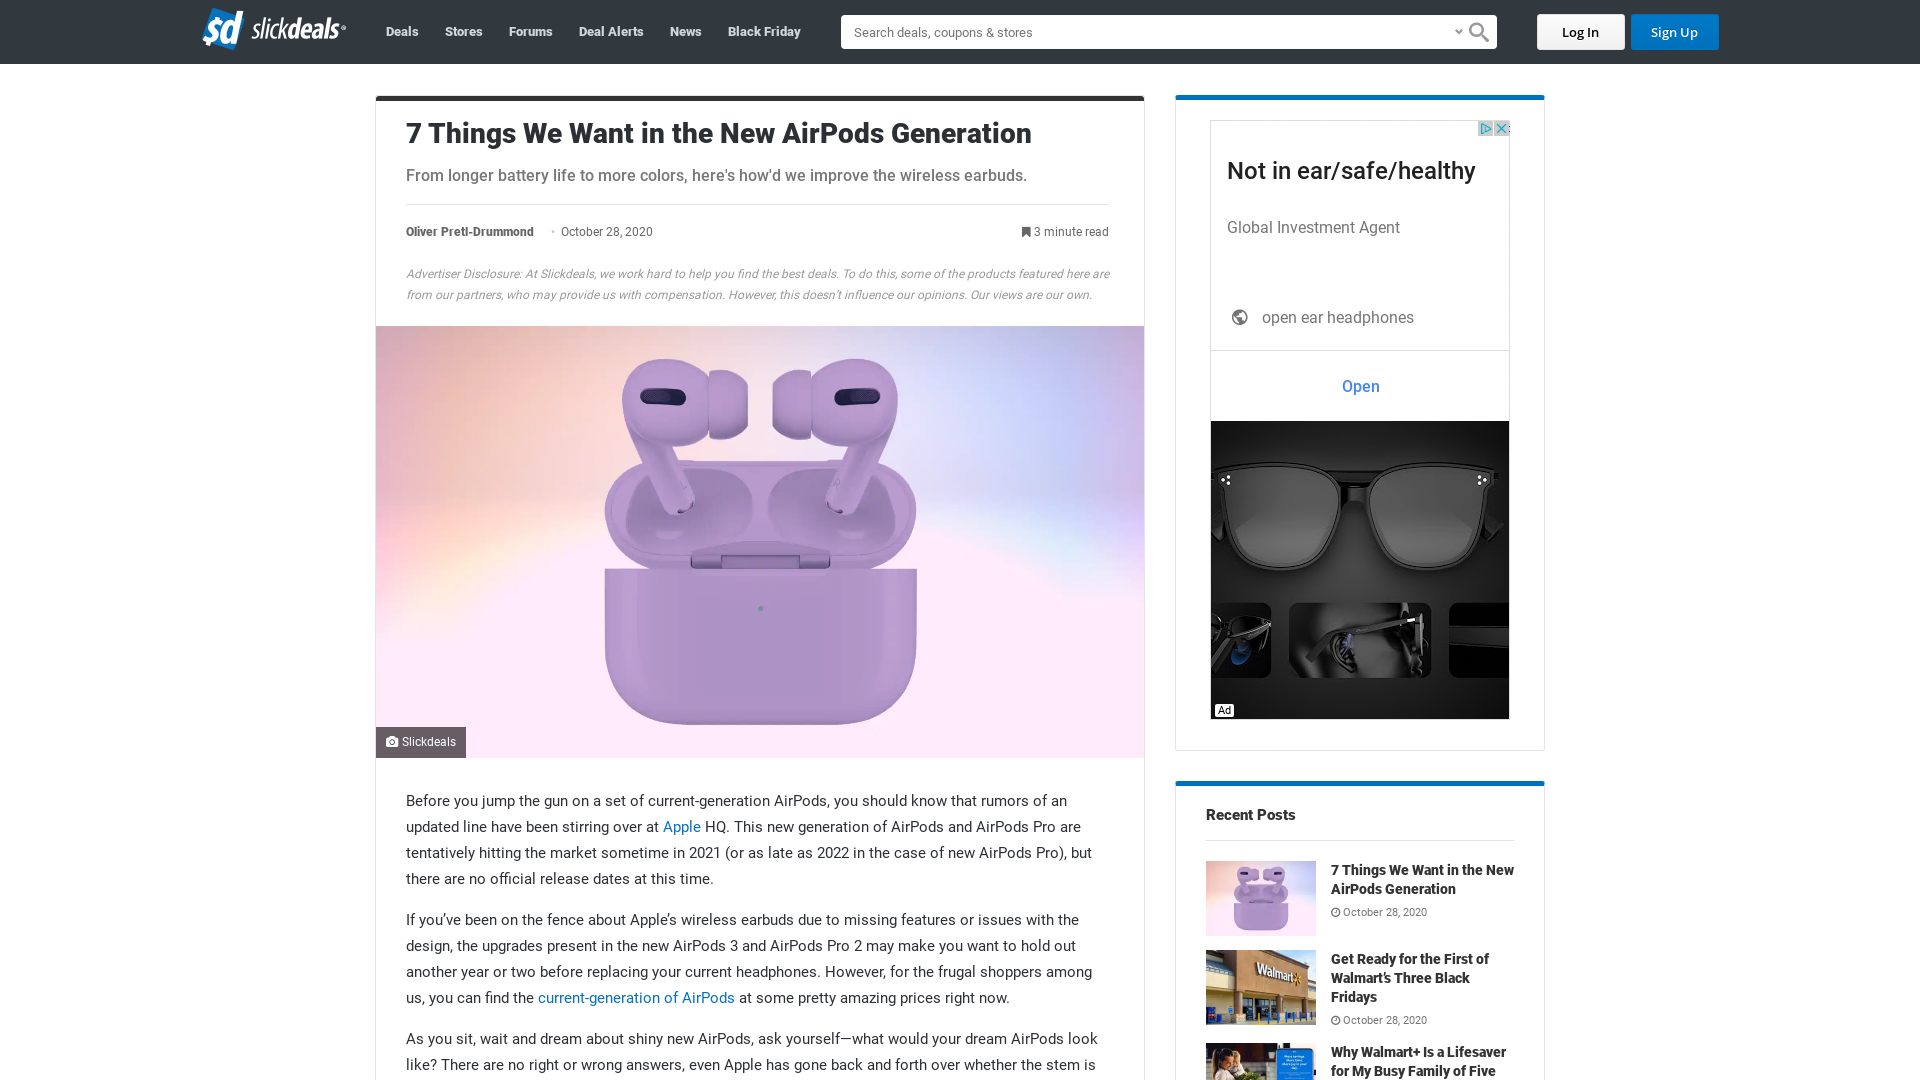 sd slickdeals
Deals
Stores
Forums
Deal Alerts
News
Black Friday
Search deals, coupons & stores
Log In
Sign Up
7 Things We Want in the New AirPods Generation
From longer battery life to more colors, here's how'd we improve the wireless earbuds.
Oliver Pretl-Drummond • October 28, 2020
3 minute read
Advertiser Disclosure: At Slickdeals, we work hard to help you find the best deals. To do this, some of the products featured here are
from our partners, who may provide us with compensation. However, this doesn’t influence our opinions. Our views are our own.
Slickdeals
Before you jump the gun on a set of current-generation AirPods, you should know that rumors of an
updated line have been stirring over at Apple HQ. This new generation of AirPods and AirPods Pro are
tentatively hitting the market sometime in 2021 (or as late as 2022 in the case of new AirPods Pro), but
there are no official release dates at this time.
If you’ve been on the fence about Apple’s wireless earbuds due to missing features or issues with the
design, the upgrades present in the new AirPods 3 and AirPods Pro 2 may make you want to hold out
another year or two before replacing your current headphones. However, for the frugal shoppers among
us, you can find the current-generation of AirPods at some pretty amazing prices right now.
As you sit, wait and dream about shiny new AirPods, ask yourself—what would your dream AirPods look
like? There are no right or wrong answers, even Apple has gone back and forth over whether the stem is
Not in ear/safe/healthy
Global Investment Agent
open ear headphones
Open
Ad
Recent Posts
7 Things We Want in the New
AirPods Generation
October 28, 2020
Walmart
Get Ready for the First of
Walmart’s Three Black
Fridays
October 28, 2020
Why Walmart+ Is a Lifesaver
for My Busy Family of Five